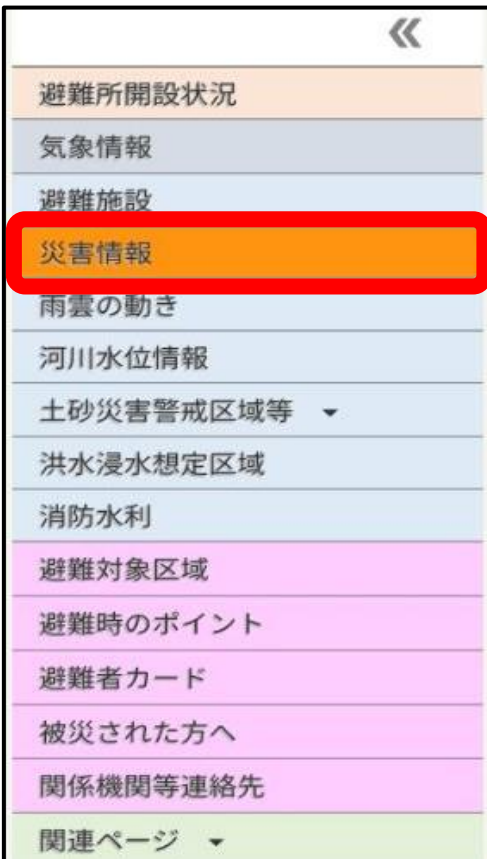 ≪
避難所開設状況
気象情報
避難施設
災害情報
雨雲の動き
河川水位情報
土砂災害警戒区域等
洪水浸水想定区域
消防水利
避難対象区域
避難時のポイント
避難者カード
被災された方へ
関係機関等連絡先
関連ページ